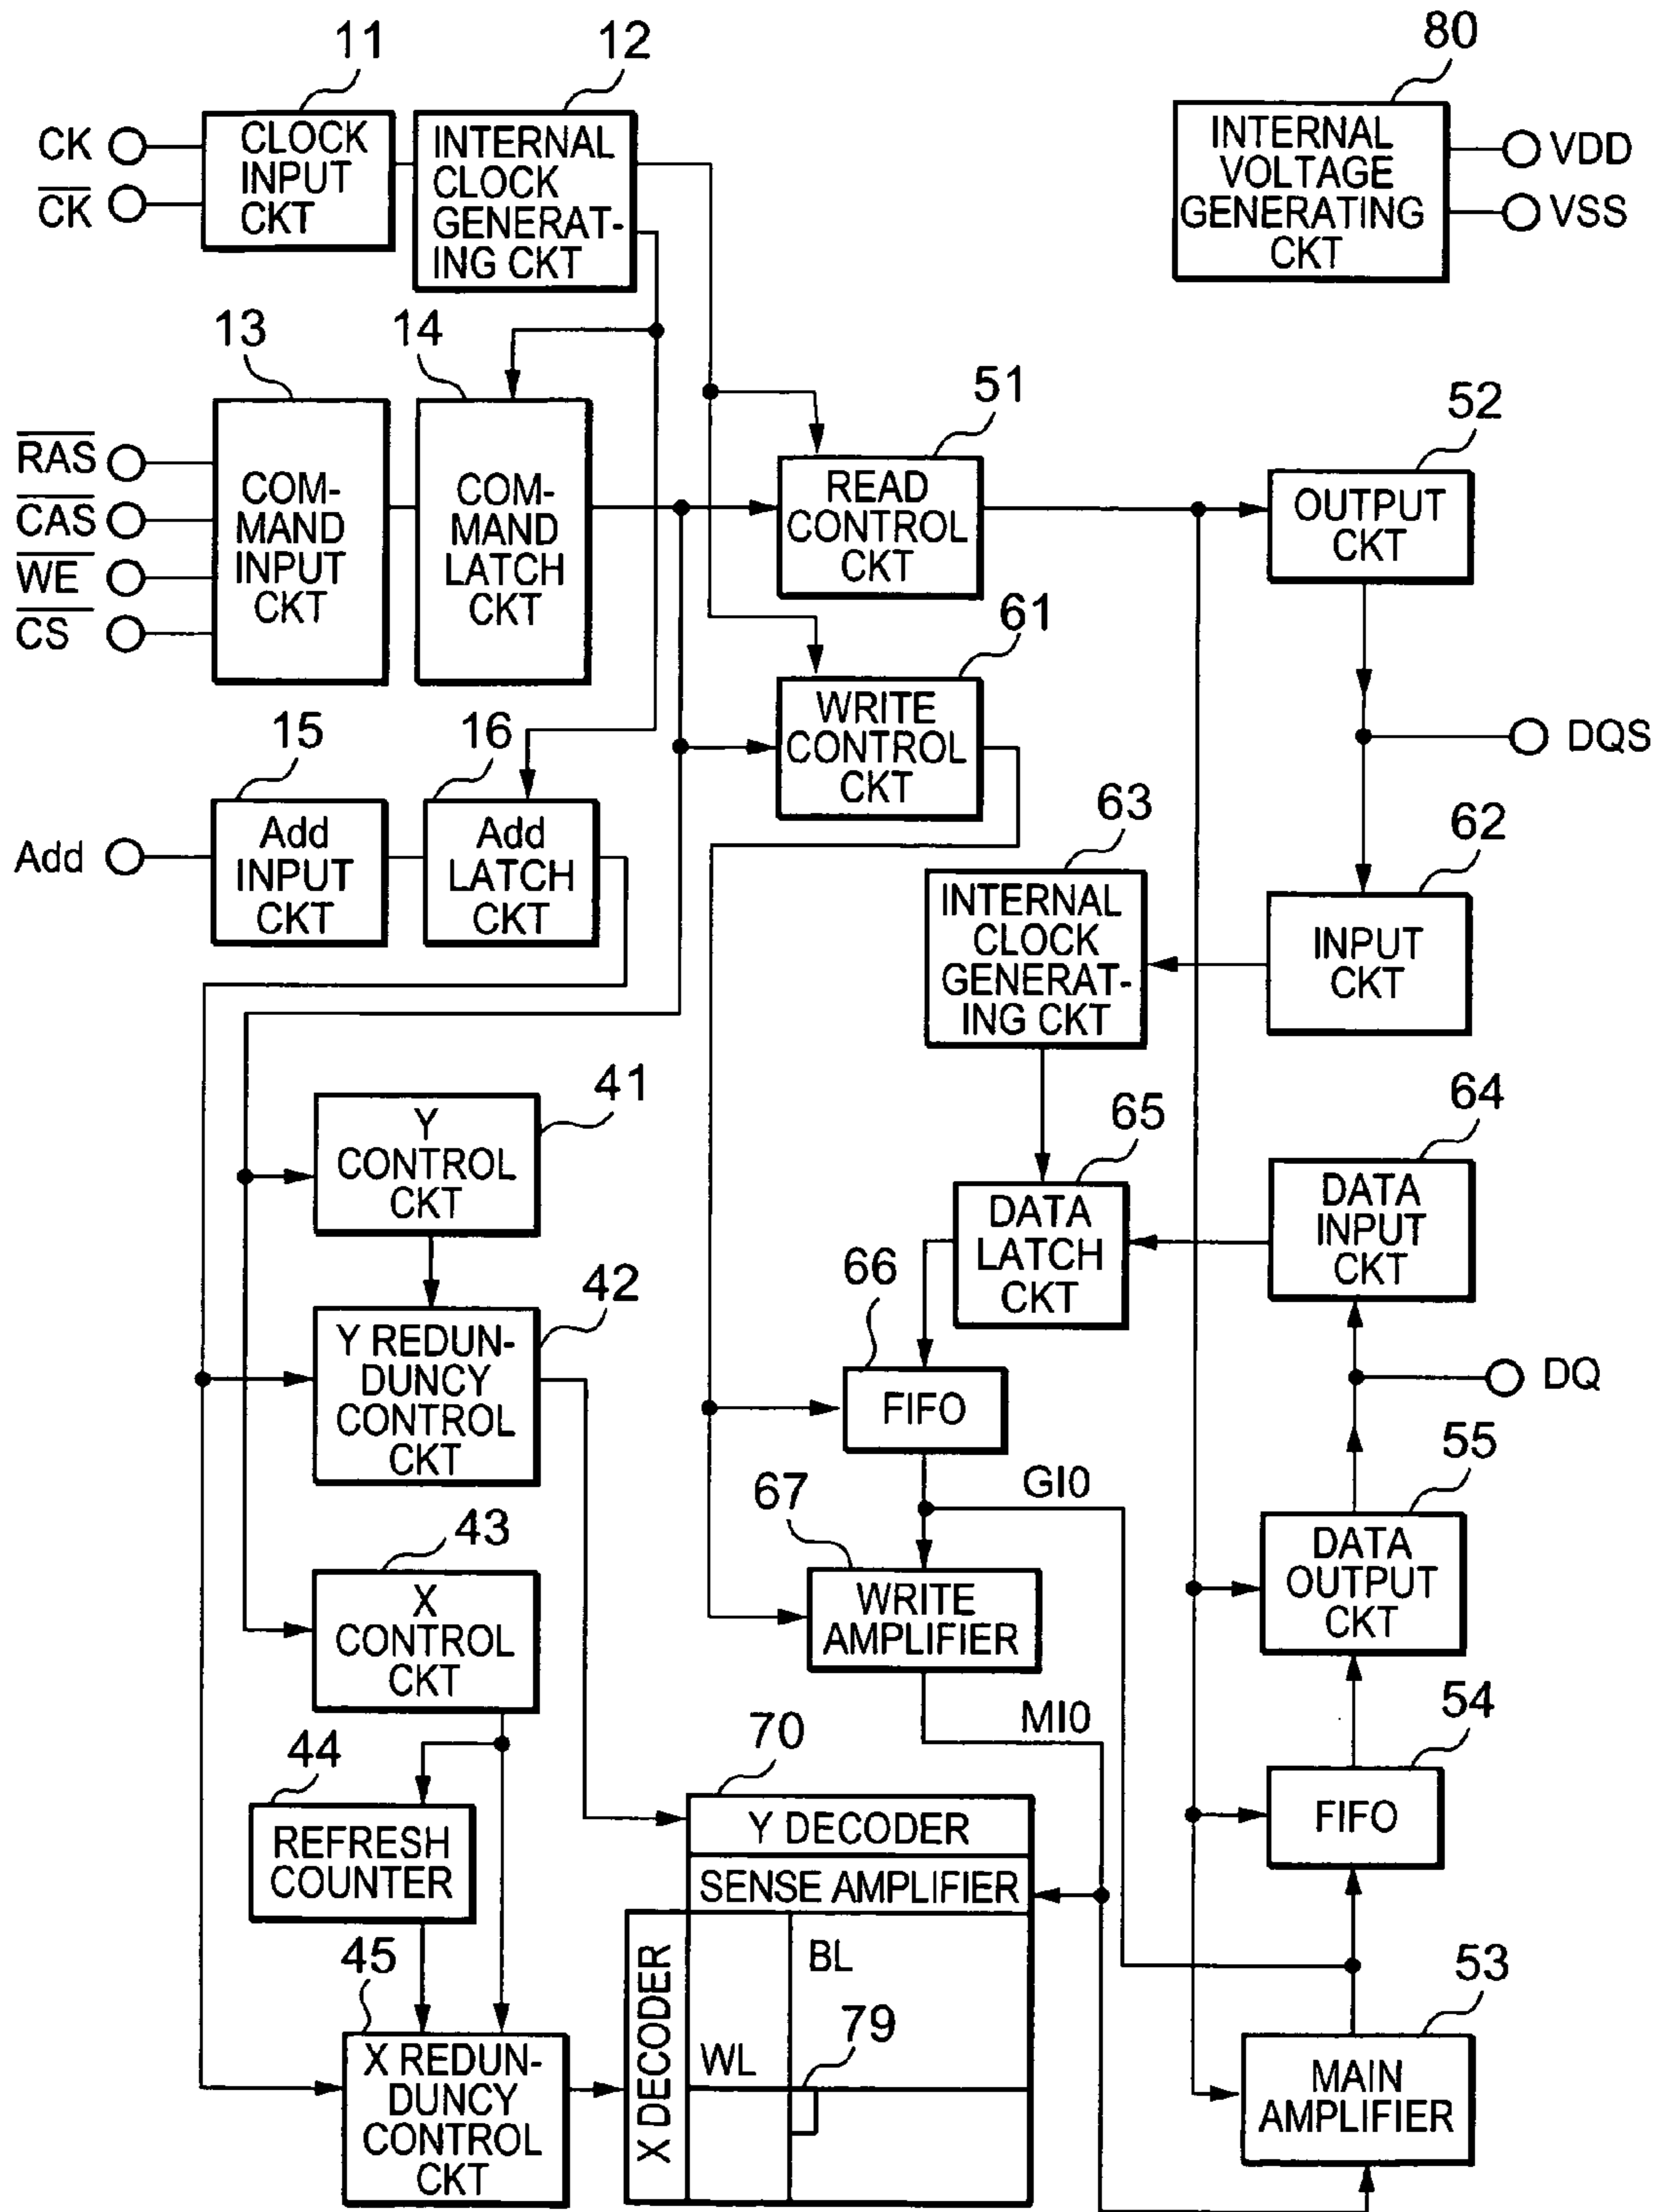 11
12
80
CK
CK
CLOCK
INPUT
CKT
INTERNAL
CLOCK
GENERAT-
ING CKT
INTERNAL
VOLTAGE
GENERATING
CKT
VDD
VSS
13
14
51
52
RAS
CAS
WE
CS
COM-
MAND
INPUT
CKT
COM-
MAND
LATCH
CKT
READ
CONTROL
CKT
OUTPUT
CKT
61
WRITE
CONTROL
CKT
DQS
15
16
Add
Add
INPUT
CKT
Add
LATCH
CKT
63
INTERNAL
CLOCK
GENERAT-
ING CKT
62
INPUT
CKT
41
Y
CONTROL
CKT
65
DATA
LATCH
CKT
64
DATA
INPUT
CKT
42
Y REDUN-
DUNCY
CONTROL
CKT
66
FIFO
DQ
55
DATA
OUTPUT
CKT
GI0
67
WRITE
AMPLIFIER
43
X
CONTROL
CKT
MI0
54
FIFO
44
REFRESH
COUNTER
70
Y DECODER
SENSE AMPLIFIER
X DECODER
BL
WL
79
45
X REDUN-
DUNCY
CONTROL
CKT
53
MAIN
AMPLIFIER